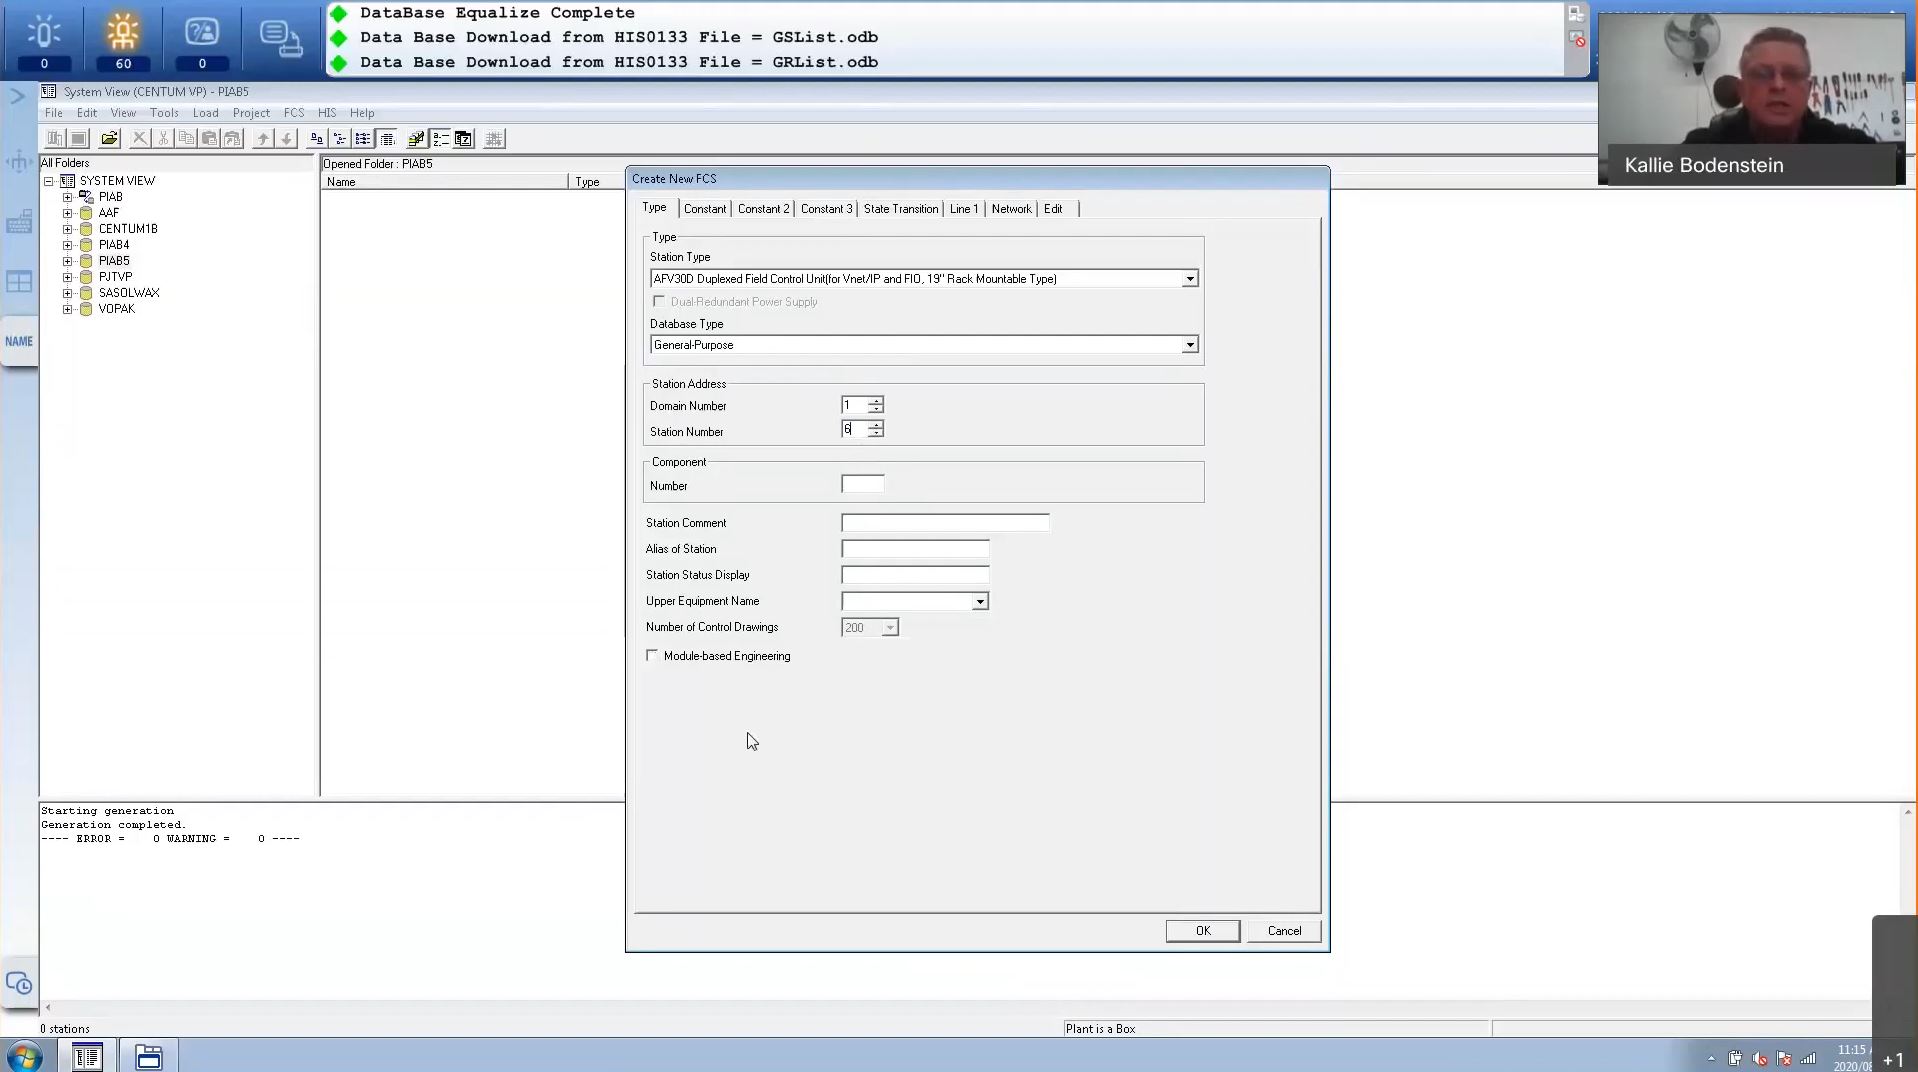 DataBase Equalize Complete
Data Base Download from HIS0133 File = GSList.odb
Data Base Download from HIS0133 File = GRList.odb
0
60
0
System View (CENTUM VP) - PIAB5
File Edit View Tools Load Project FCS HIS Help
All Folders
Opened Folder : PIAB5
Name Type
SYSTEM VIEW
PIAB
AAF
CENTUM1B
PIAB4
PIAB5
PJTVP
SASOLWAX
VOPAK
NAME
Kallie Bodenstein
Create New FCS
Type Constant Constant 2 Constant 3 State Transition Line 1 Network Edit
Type
Station Type
AFV30D Duplexed Field Control Unit(for Vnet/IP and FIO, 19" Rack Mountable Type)
Dual-Redundant Power Supply
Database Type
General-Purpose
Station Address
Domain Number 1
Station Number 6
Component
Number
Station Comment
Alias of Station
Station Status Display
Upper Equipment Name
Number of Control Drawings 200
Module-based Engineering
OK Cancel
Starting generation
Generation completed.
---- ERROR = 0 WARNING = 0 ----
0 stations
Plant is a Box
11:15
2020/08
+1